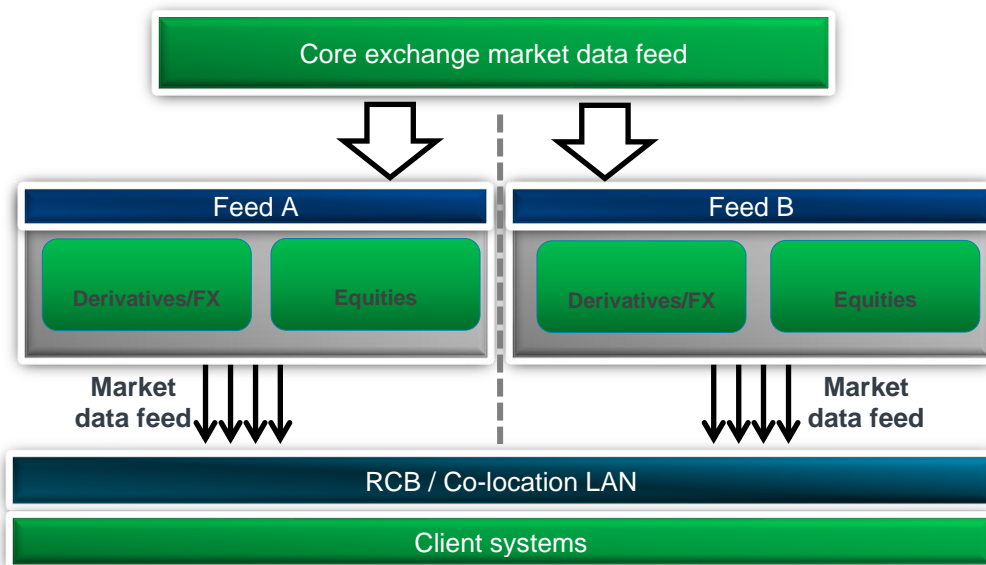 Core exchange market data feed
Feed A
Feed B
Derivatives/FX
Equities
Derivatives/FX
Equities
Market
data feed
Market
data feed
RCB / Co-location LAN
Client systems